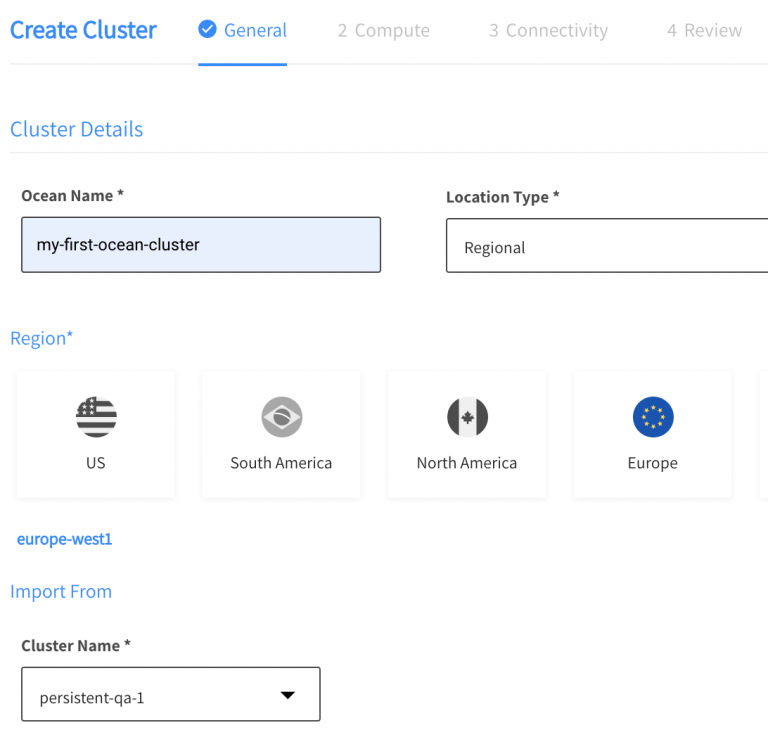 Create Cluster General 2 Compute 3 Connectivity 4 Review
Cluster Details
Ocean Name * Location Type *
my-first-ocean-cluster Regional
Region*
US South America North America Europe
europe-west1
Import From
Cluster Name *
persistent-qa-1